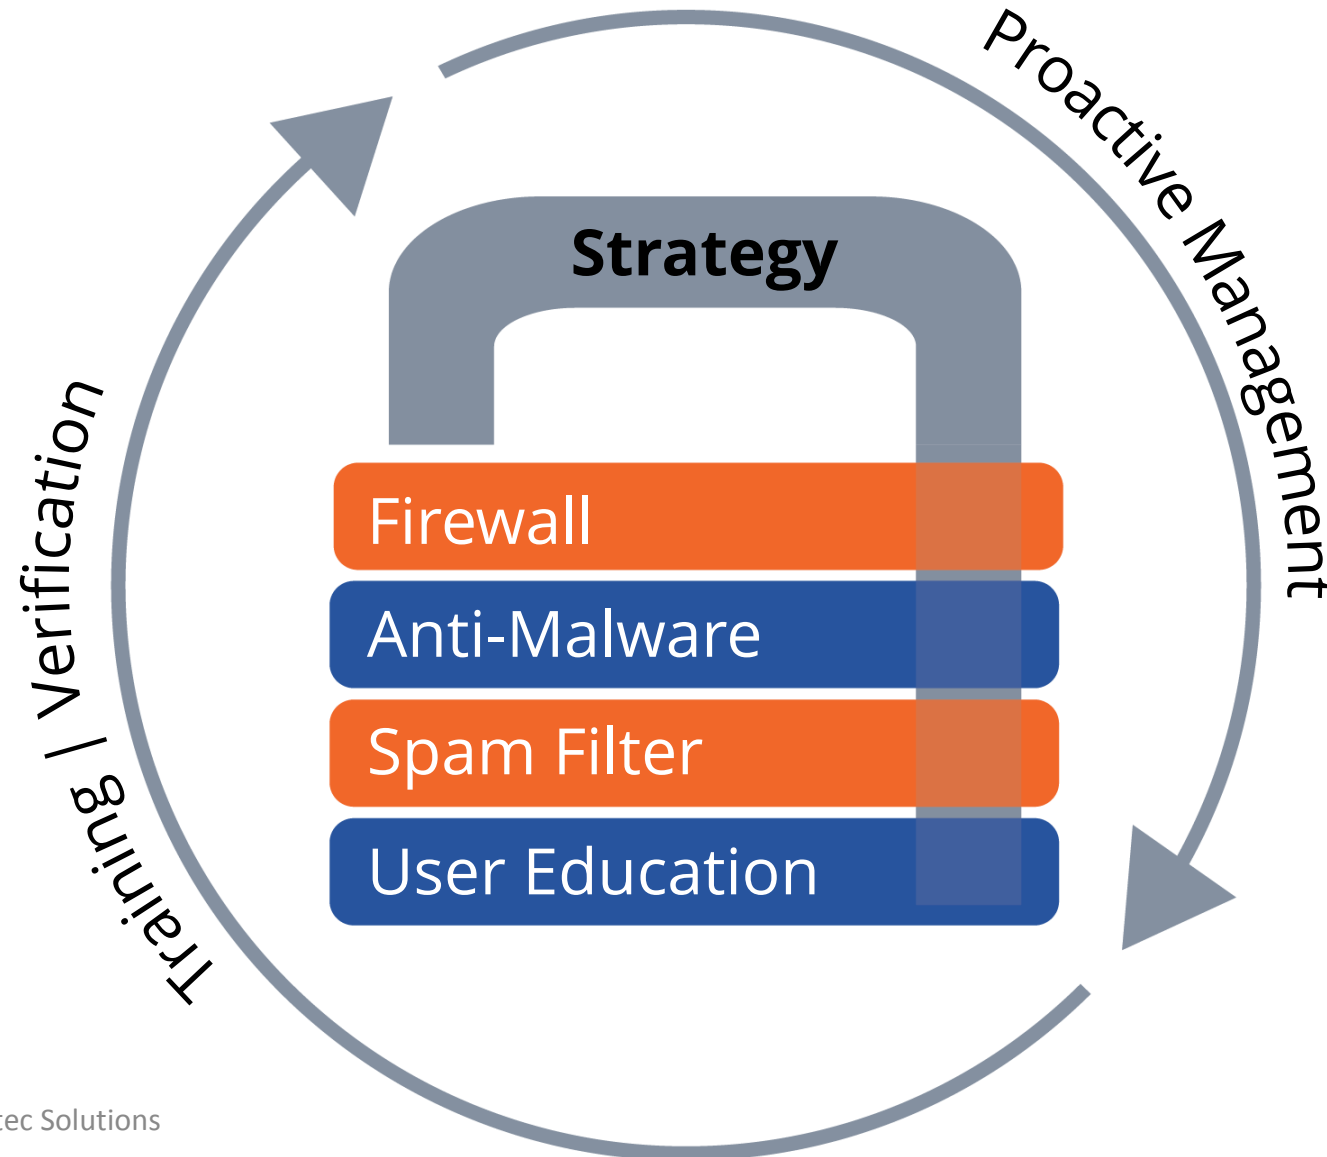 Proactive Management
Strategy
Firewall
Anti-Malware
Spam Filter
User Education
Training | Verification
Solutions